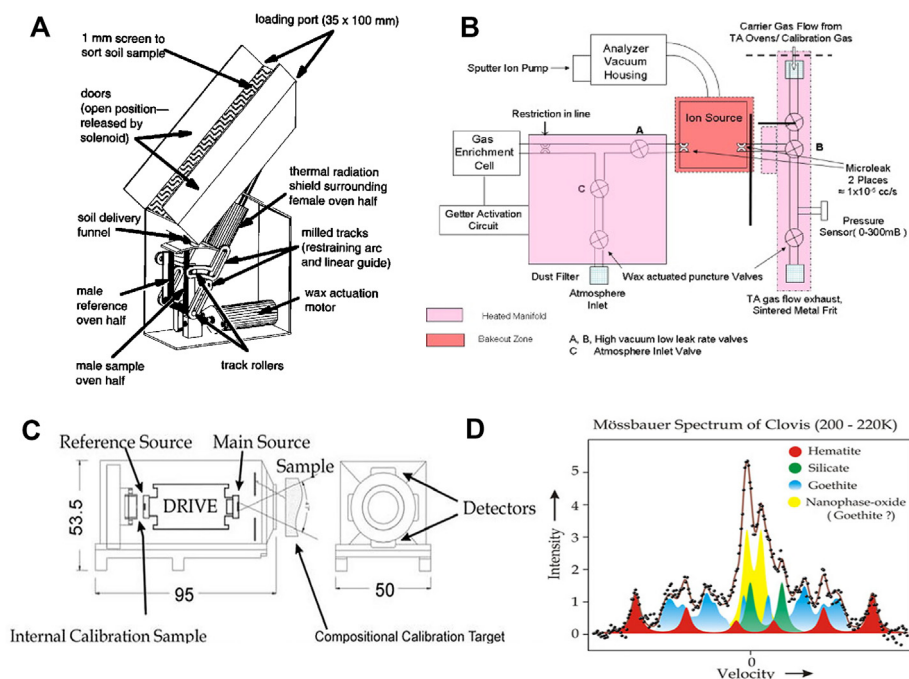 A
loading port (35 x 100 mm)
1 mm screen to
sort soil sample
doors
(open position—
released by
solenoid)
thermal radiation
shield surrounding
female oven half
soil delivery
funnel
milled tracks
(restraining arc
and linear guide)
male
reference
oven half
wax actuation
motor
male sample
oven half
track rollers
B
Carrier Gas Flow from
TA Ovens/ Calibration Gas
Analyzer
Vacuum
Housing
Sputter Ion Pump
Restriction in line
Ion Source
A
B
Gas
Enrichment
Cell
Microleak
2 Places
≈ 1x10⁻⁵ cc/s
C
Getter Activation
Circuit
Pressure
Sensor( 0-300mB )
Dust Filter
Wax actuated puncture Valves
Atmosphere
Inlet
TA gas flow exhaust,
Sintered Metal Frit
Heated Manifold
Bakeout Zone
A, B, High vacuum low leak rate valves
C Atmosphere Inlet Valve
C
Reference Source
Main Source
Sample
DRIVE
Detectors
53.5
95
50
Internal Calibration Sample
Compositional Calibration Target
D
Mössbauer Spectrum of Clovis (200 - 220K)
Hematite
Silicate
Goethite
Nanophase-oxide
(Goethite ?)
Intensity
5
4
3
2
1
0
0
Velocity